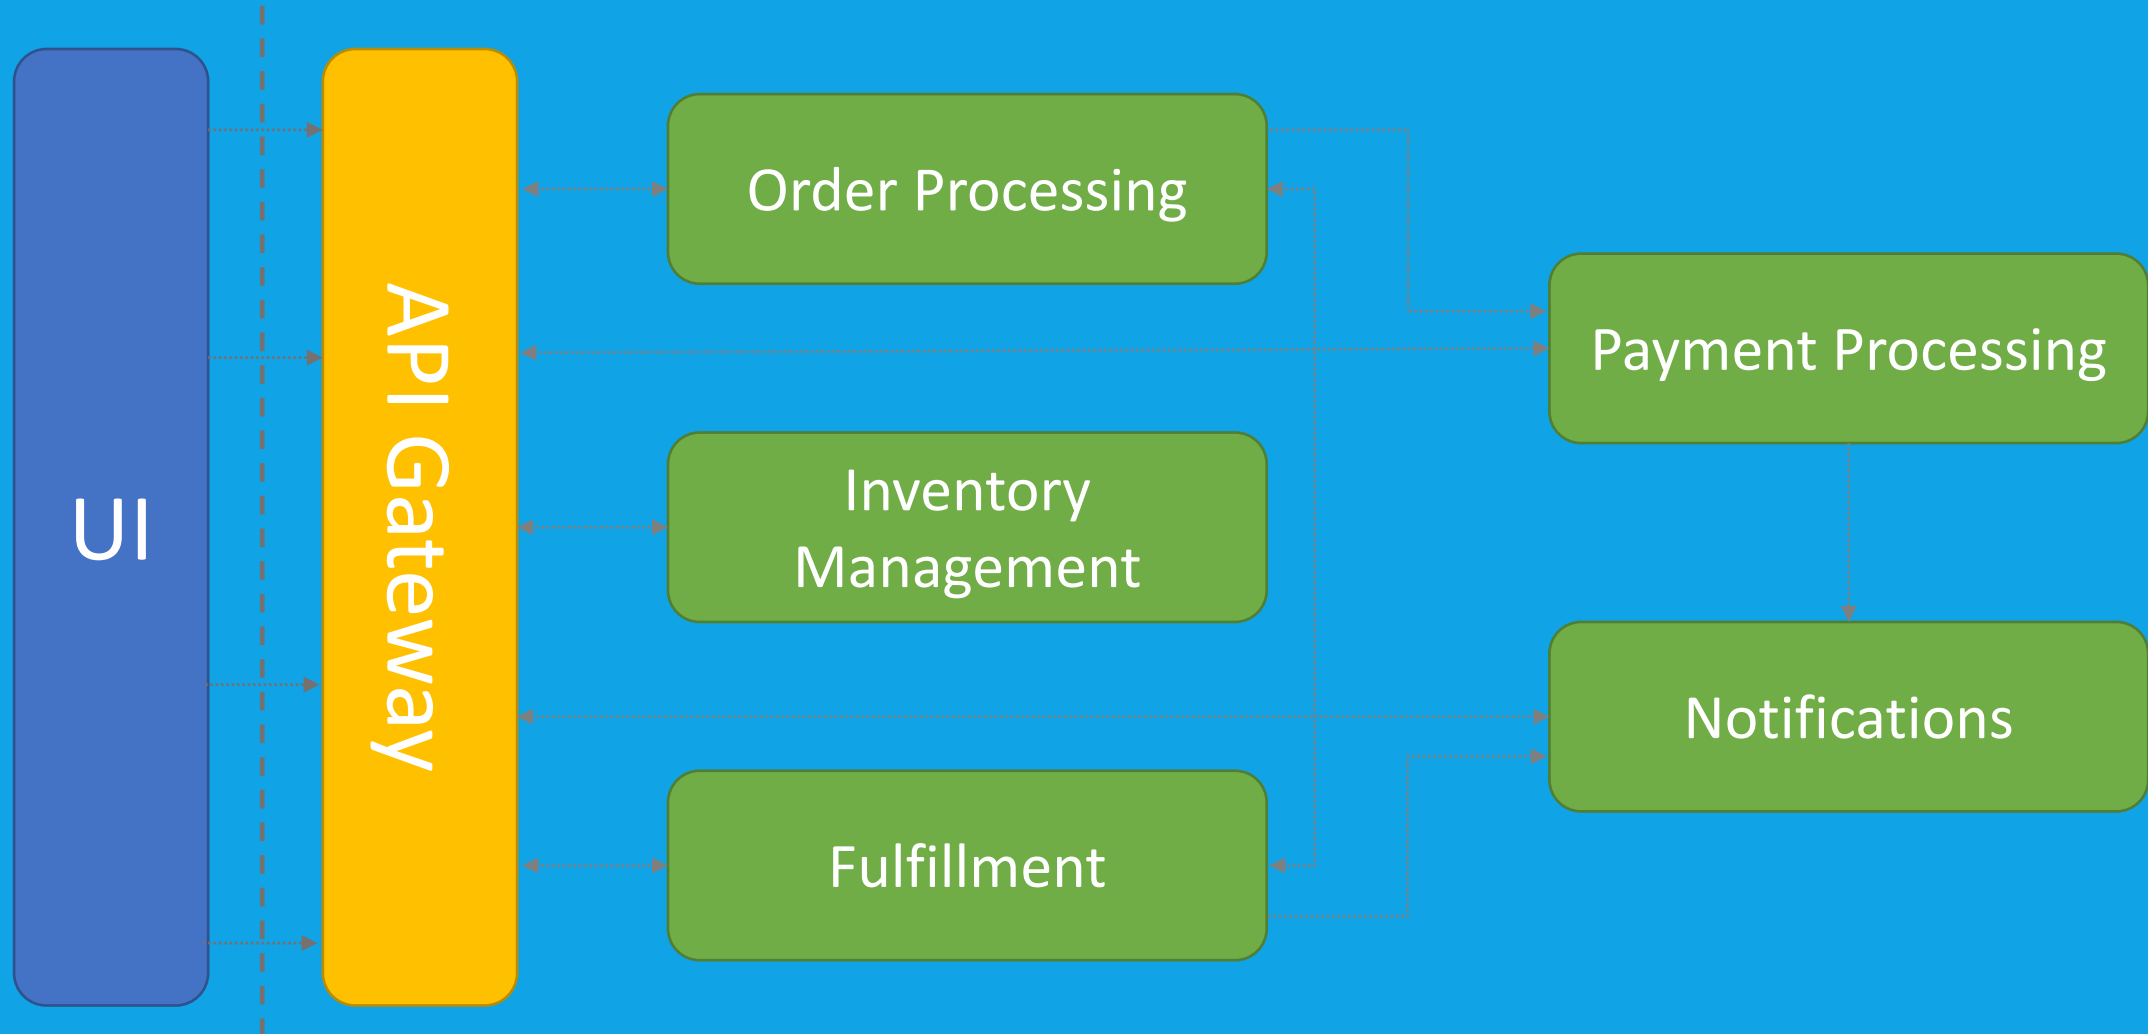 UI
API Gateway
Order Processing
Payment Processing
Inventory
Management
Notifications
Fulfillment